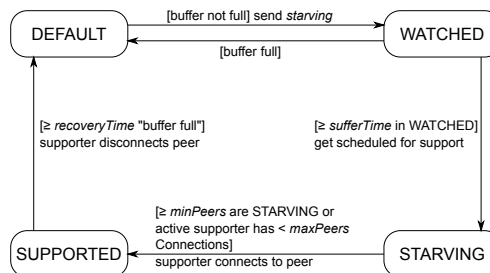 [buffer not full] send starving
DEFAULT
WATCHED
[buffer full]
[≥ recoveryTime "buffer full"]
supporter disconnects peer
[≥ sufferTime in WATCHED]
get scheduled for support
[≥ minPeers are STARVING or
active supporter has < maxPeers
Connections]
supporter connects to peer
SUPPORTED
STARVING